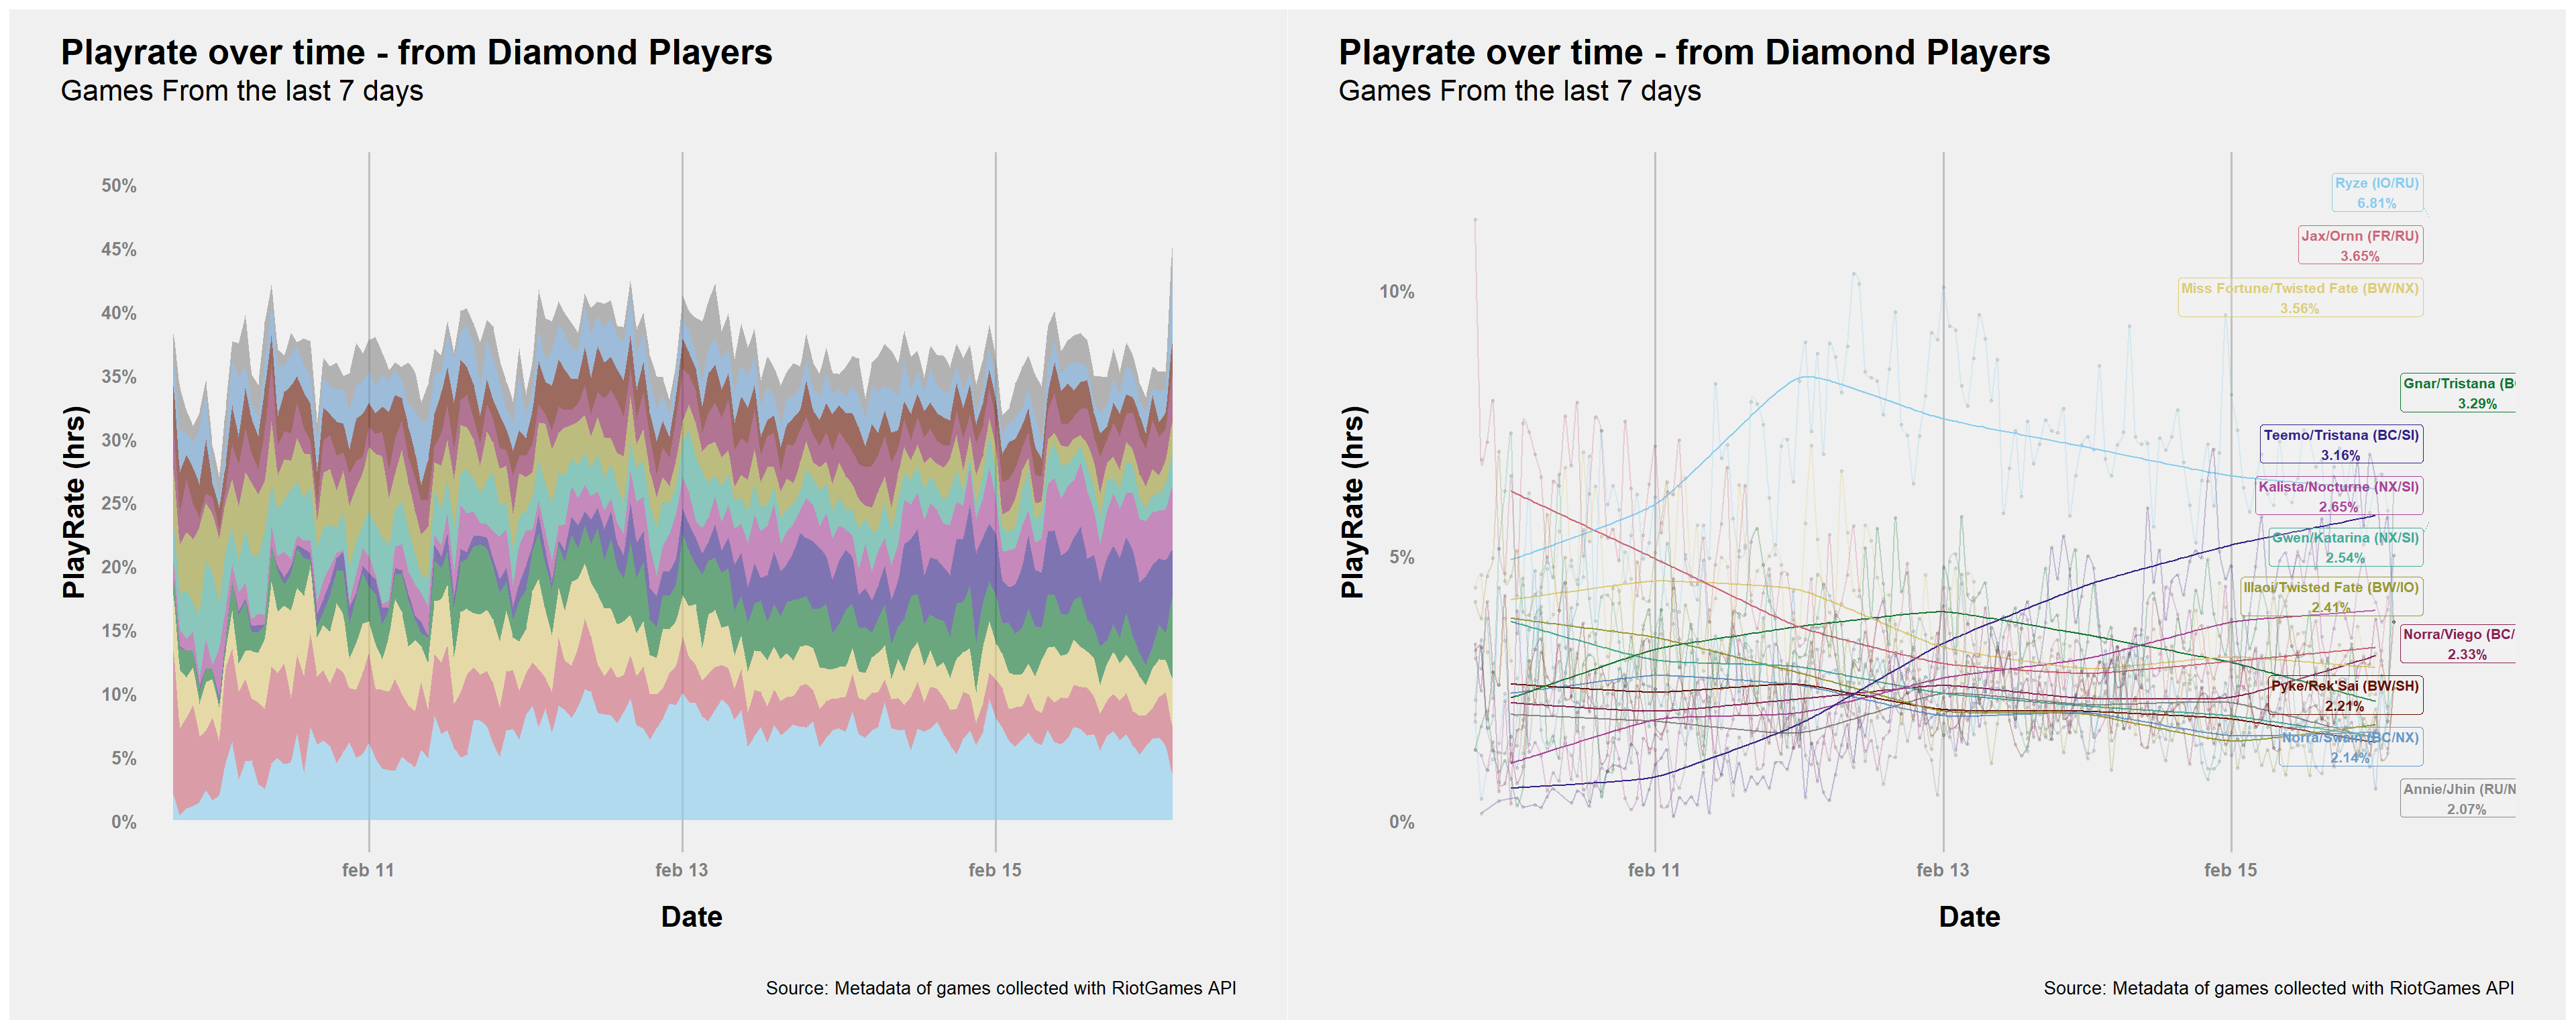 Playrate over time - from Diamond Players
Games From the last 7 days
PlayRate (hrs)
50%
45%
40%
35%
30%
25%
20%
15%
10%
5%
0%
feb 11
feb 13
feb 15
Date
Source: Metadata of games collected with RiotGames API
Playrate over time - from Diamond Players
Games From the last 7 days
PlayRate (hrs)
10%
5%
0%
Ryze (IO/RU)
6.81%
Jax/Ornn (FR/RU)
3.65%
Miss Fortune/Twisted Fate (BW/NX)
3.56%
Gnar/Tristana
3.29%
Teemo/Tristana (BC/SI)
3.16%
Kalista/Nocturne (NX/SI)
2.65%
Gwen/Katarina (NX/SI)
2.54%
Illaoi/Twisted Fate (BW/IO)
2.41%
Norra/Viego (BC/
2.33%
Pyke/Rek'Sai (BW/SH)
2.21%
Norra/Swain (BC/NX)
2.14%
Annie/Jhin (RU/N
2.07%
feb 11
feb 13
feb 15
Date
Source: Metadata of games collected with RiotGames API